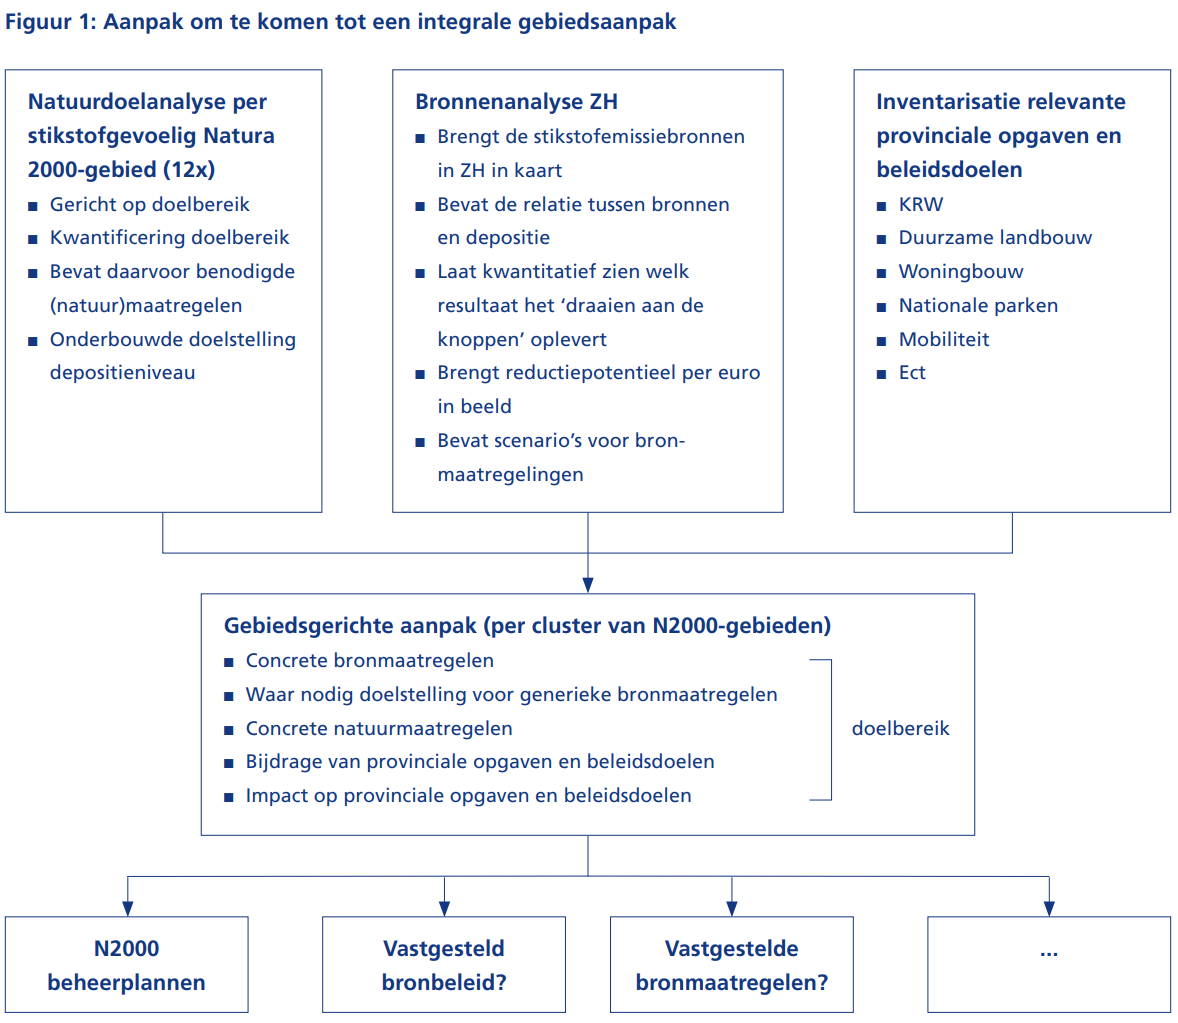 Figuur 1: Aanpak om te komen tot een integrale gebiedsaanpak
Natuurdoelanalyse per
stikstofgevoelig Natura
2000-gebied (12x)
▪ Gericht op doelbereik
▪ Kwantificering doelbereik
▪ Bevat daarvoor benodigde
(natuur)maatregelen
▪ Onderbouwde doelstelling
depositieniveau
Bronnenanalyse ZH
▪ Brengt de stikstofemissiebronnen
in ZH in kaart
▪ Bevat de relatie tussen bronnen
en depositie
▪ Laat kwantitatief zien welk
resultaat het ‘draaien aan de
knoppen’ oplevert
▪ Brengt reductiepotentieel per euro
in beeld
▪ Bevat scenario’s voor bron-
maatregelingen
Inventarisatie relevante
provinciale opgaven en
beleidsdoelen
▪ KRW
▪ Duurzame landbouw
▪ Woningbouw
▪ Nationale parken
▪ Mobiliteit
▪ Ect
Gebiedsgerichte aanpak (per cluster van N2000-gebieden)
▪ Concrete bronmaatregelen
▪ Waar nodig doelstelling voor generieke bronmaatregelen
▪ Concrete natuurmaatregelen
▪ Bijdrage van provinciale opgaven en beleidsdoelen
▪ Impact op provinciale opgaven en beleidsdoelen
doelbereik
N2000
beheerplannen
Vastgesteld
bronbeleid?
Vastgestelde
bronmaatregelen?
...